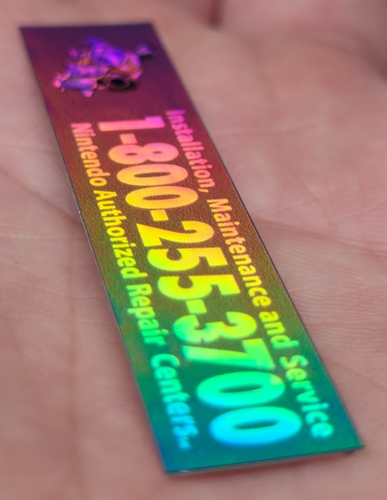 Installation, Maintenance and Service
1-800-255-3700
Nintendo Authorized Repair Centers